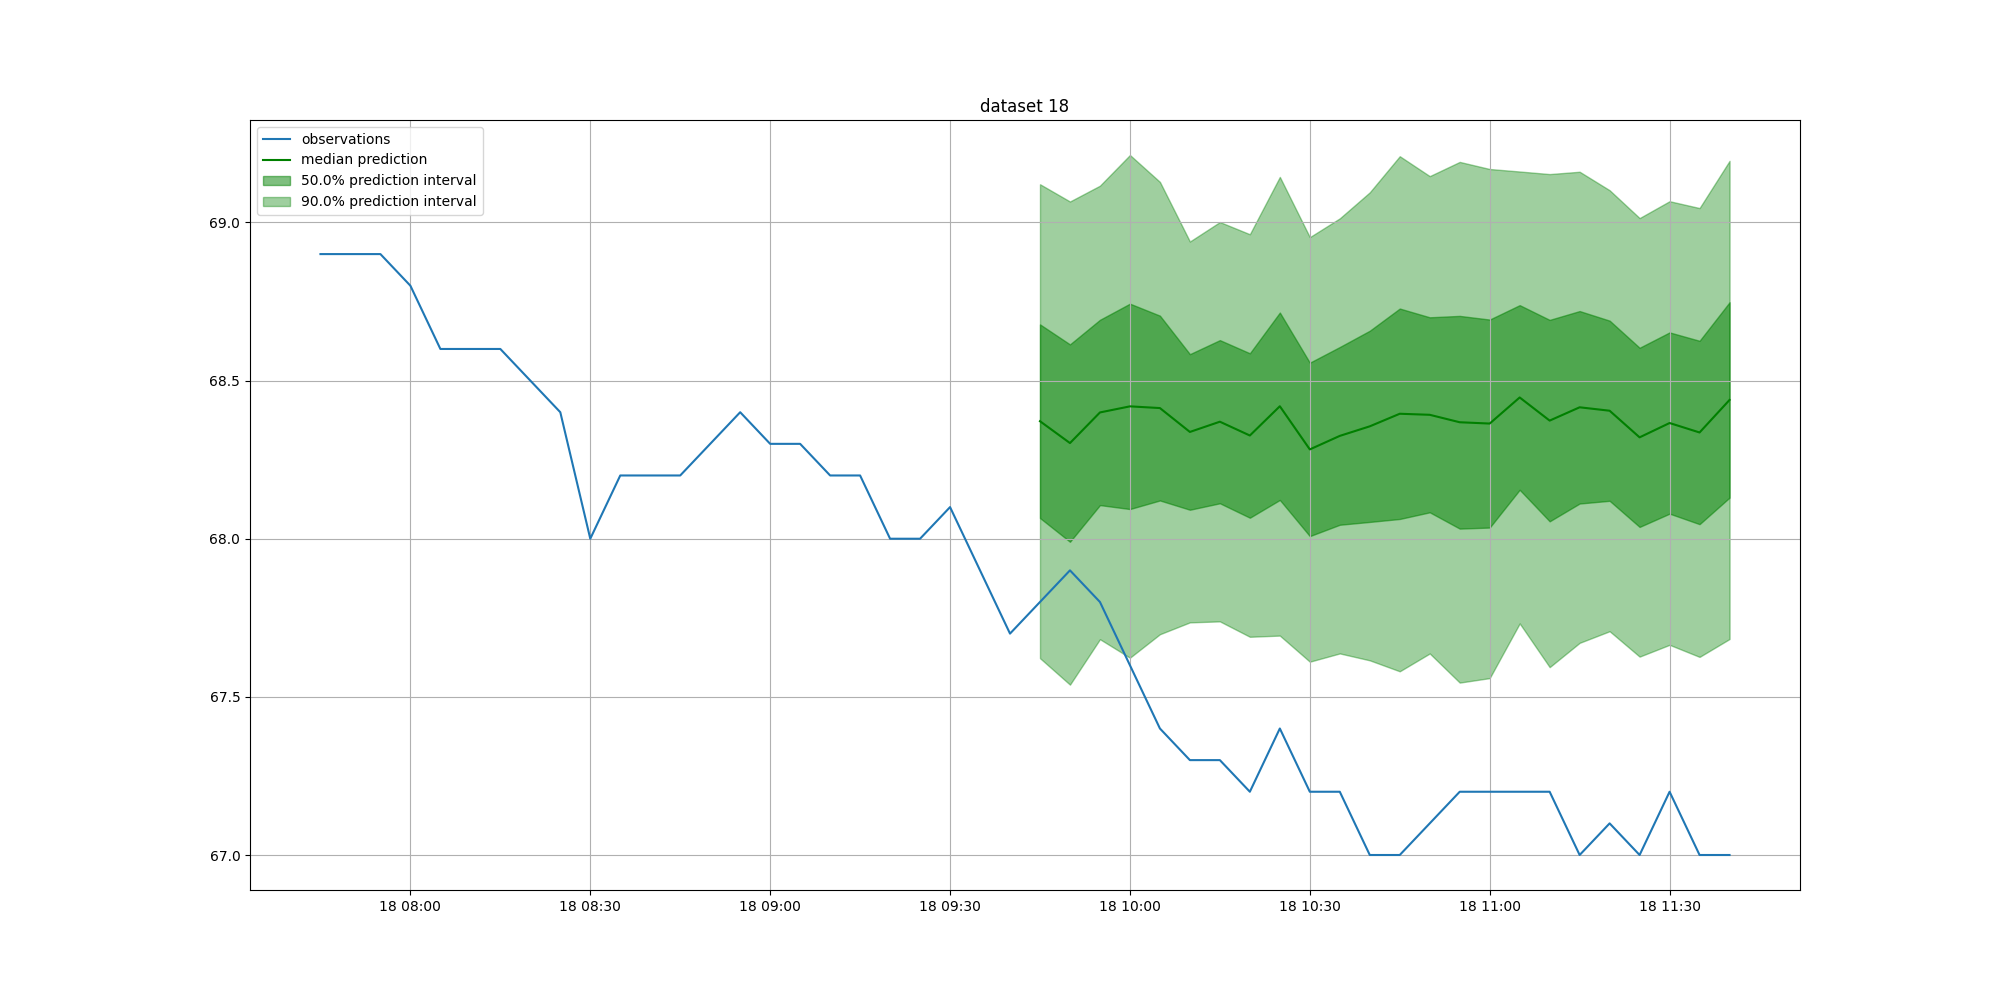 dataset 18
observations
median prediction
50.0% prediction interval
90.0% prediction interval
69.0
68.5
68.0
67.5
67.0
18 08:00
18 08:30
18 09:00
18 09:30
18 10:00
18 10:30
18 11:00
18 11:30